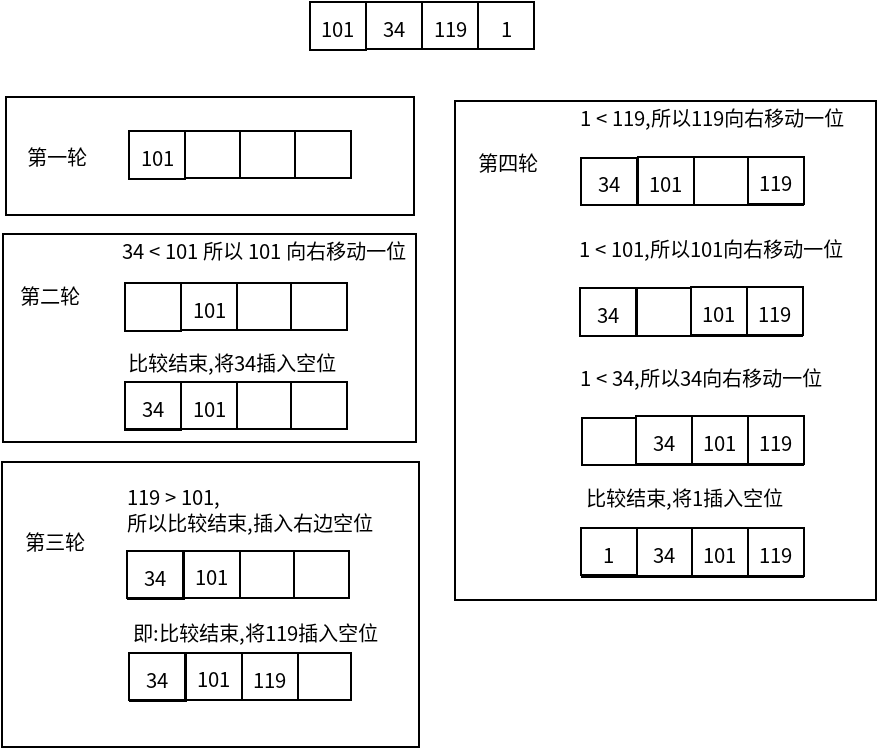 101 34 119 1
第一轮
101
34 < 101 所以 101 向右移动一位
第二轮
101
比较结束,将34插入空位
34 101
119 > 101,
所以比较结束,插入右边空位
第三轮
34 101
即:比较结束,将119插入空位
34 101 119
1 < 119,所以119向右移动一位
第四轮
34 101 119
1 < 101,所以101向右移动一位
34 101 119
1 < 34,所以34向右移动一位
34 101 119
比较结束,将1插入空位
1 34 101 119